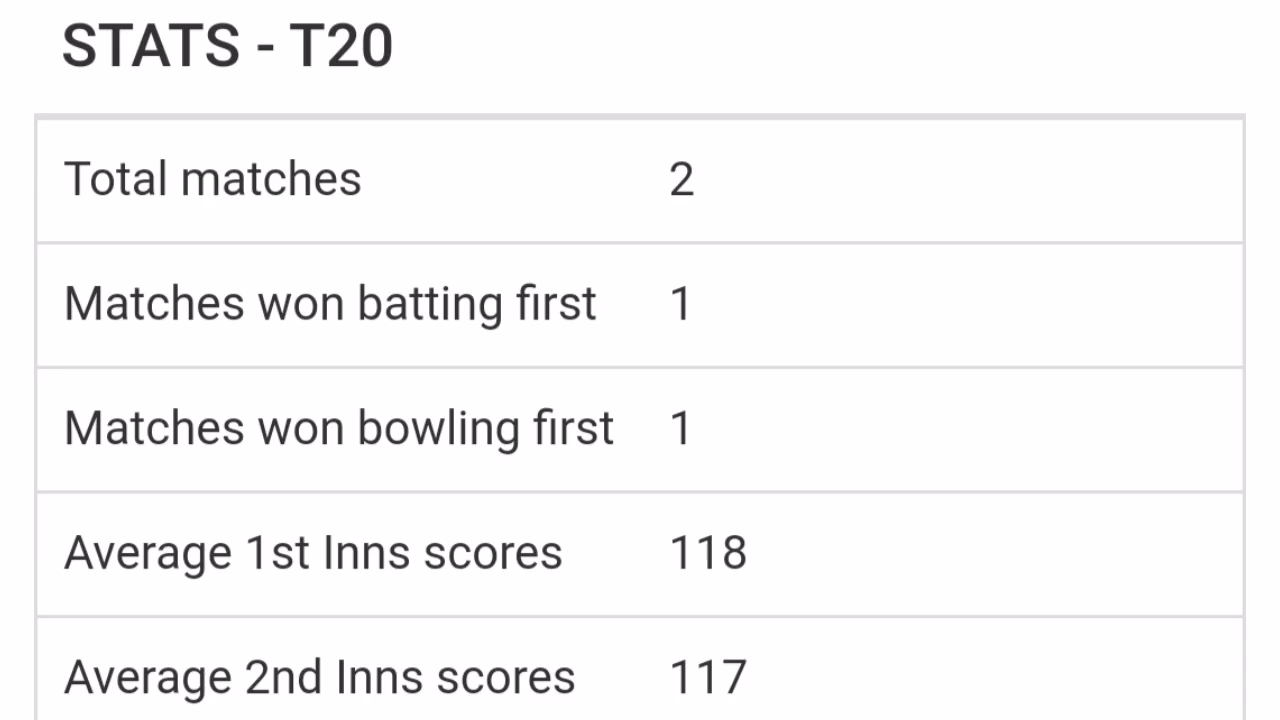 STATS - T20
Total matches 2
Matches won batting first 1
Matches won bowling first 1
Average 1st Inns scores 118
Average 2nd Inns scores 117